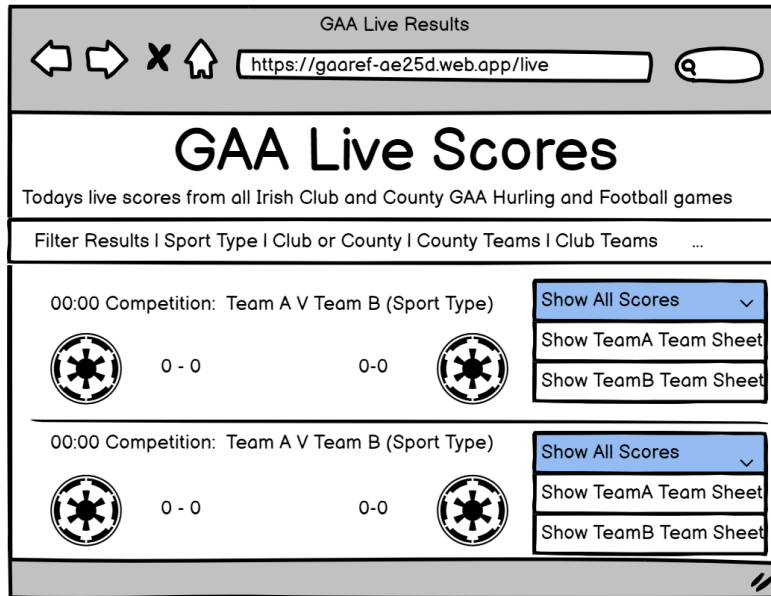 GAA Live Results
https://gaaref-ae25d.web.app/live
GAA Live Scores
Todays live scores from all Irish Club and County GAA Hurling and Football games
Filter Results | Sport Type | Club or County | County Teams | Club Teams ...
00:00 Competition: Team A V Team B (Sport Type)
0 - 0 0-0
Show All Scores
Show TeamA Team Sheet
Show TeamB Team Sheet
00:00 Competition: Team A V Team B (Sport Type)
0 - 0 0-0
Show All Scores
Show TeamA Team Sheet
Show TeamB Team Sheet